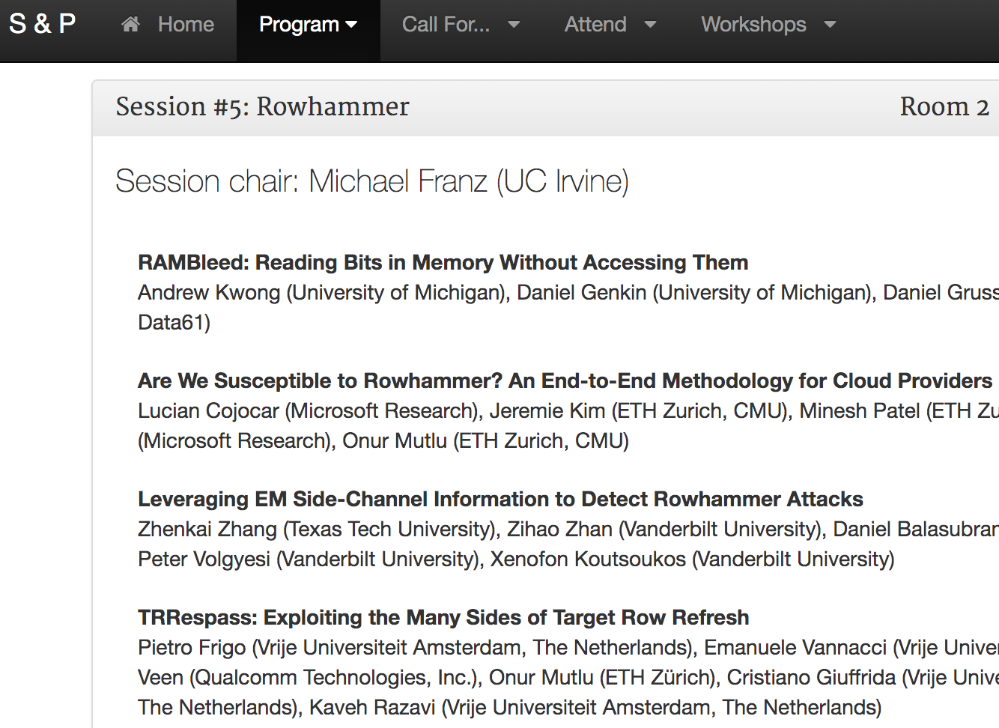 S & P Home Program Call For... Attend Workshops
Session #5: Rowhammer Room 2
Session chair: Michael Franz (UC Irvine)
RAMBleed: Reading Bits in Memory Without Accessing Them
Andrew Kwong (University of Michigan), Daniel Genkin (University of Michigan), Daniel Gruss
Data61)
Are We Susceptible to Rowhammer? An End-to-End Methodology for Cloud Providers
Lucian Cojocar (Microsoft Research), Jeremie Kim (ETH Zurich, CMU), Minesh Patel (ETH Zu
(Microsoft Research), Onur Mutlu (ETH Zurich, CMU)
Leveraging EM Side-Channel Information to Detect Rowhammer Attacks
Zhenkai Zhang (Texas Tech University), Zihao Zhan (Vanderbilt University), Daniel Balasubram
Peter Volgyesi (Vanderbilt University), Xenofon Koutsoukos (Vanderbilt University)
TRRespass: Exploiting the Many Sides of Target Row Refresh
Pietro Frigo (Vrije Universiteit Amsterdam, The Netherlands), Emanuele Vannacci (Vrije Univer
Veen (Qualcomm Technologies, Inc.), Onur Mutlu (ETH Zürich), Cristiano Giuffrida (Vrije Unive
The Netherlands), Kaveh Razavi (Vrije Universiteit Amsterdam, The Netherlands)